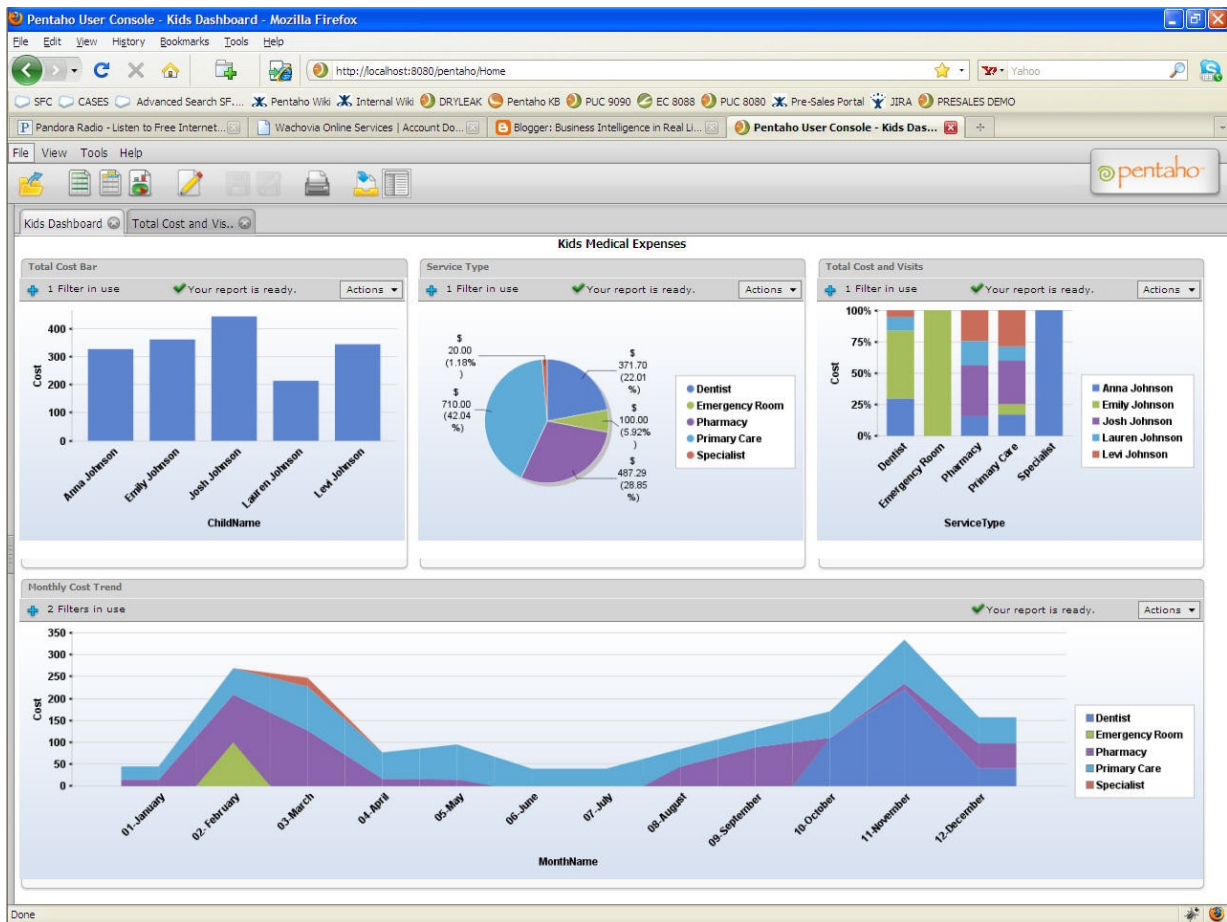 Pentaho User Console - Kids Dashboard - Mozilla Firefox
File Edit View History Bookmarks Tools Help
http://localhost:8080/pentaho/Home
Yahoo
SFC CASES Advanced Search SF.... Pentaho Wiki Internal Wiki DRYLEAK Pentaho KB PUC 9090 EC 8088 PUC 8080 Pre-Sales Portal JIRA PRESALES DEMO
Pandora Radio - Listen to Free Internet... Wachovia Online Services | Account Do... Blogger: Business Intelligence in Real Li... Pentaho User Console - Kids Das...
File View Tools Help
pentaho
Kids Dashboard Total Cost and Vis..
Kids Medical Expenses
Total Cost Bar
1 Filter in use Your report is ready. Actions
400
300
200
100
0
Cost
Anna Johnson
Emily Johnson
Josh Johnson
Lauren Johnson
Levi Johnson
ChildName
Service Type
1 Filter in use Your report is ready. Actions
$
20.00
(1.18%
)
$
710.00
(42.04
%)
$
371.70
(22.01
%)
$
100.00
(5.92%
)
$
487.29
(28.85
%)
Dentist
Emergency Room
Pharmacy
Primary Care
Specialist
Total Cost and Visits
1 Filter in use Your report is ready. Actions
100%
75%
50%
25%
0%
Cost
Dentist
Emergency Room
Pharmacy
Primary Care
Specialist
ServiceType
Anna Johnson
Emily Johnson
Josh Johnson
Lauren Johnson
Levi Johnson
Monthly Cost Trend
2 Filters in use Your report is ready. Actions
350
300
250
200
150
100
50
0
Cost
01-January
02- February
03-March
04-April
05-May
06-June
07-July
08-August
09-September
10-October
11-November
12-December
MonthName
Dentist
Emergency Room
Pharmacy
Primary Care
Specialist
Done